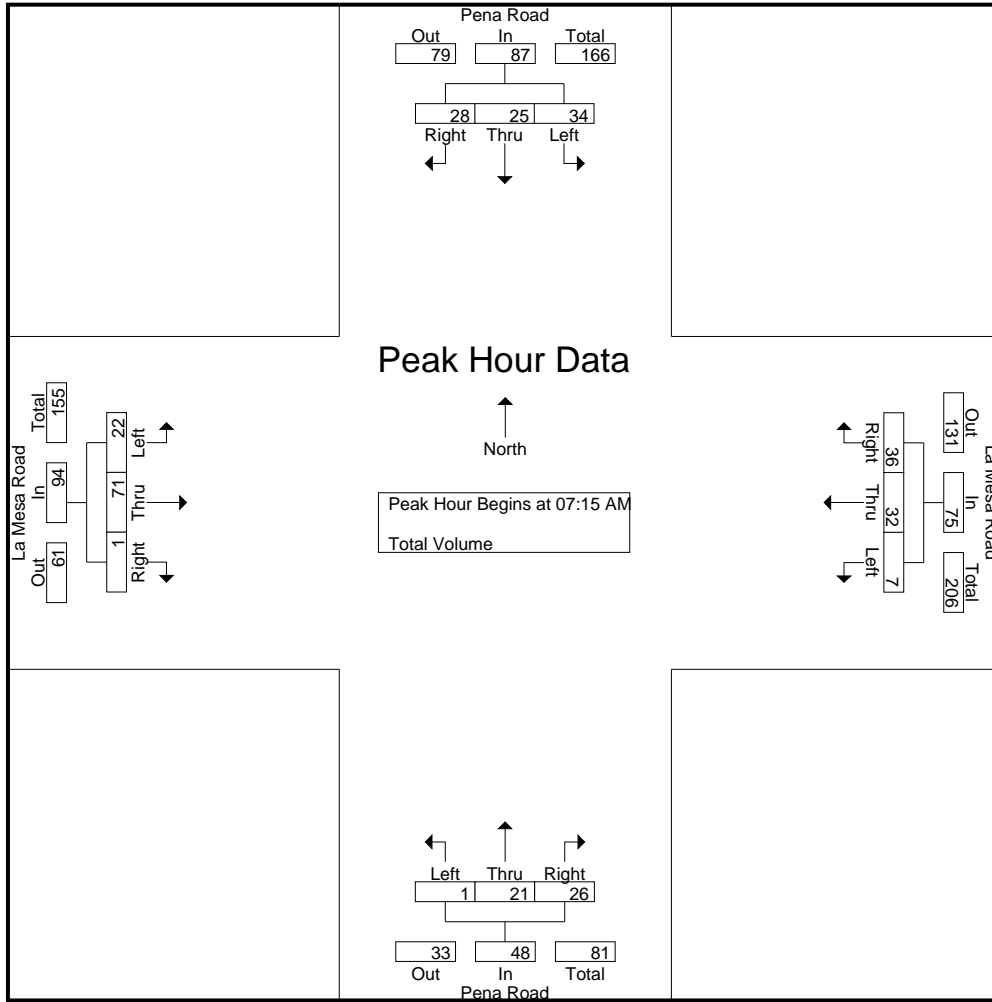 Pena Road
Out In Total
79 87 166
28 25 34
Right Thru Left
Peak Hour Data
North
Peak Hour Begins at 07:15 AM
Total Volume
La Mesa Road
Total In Out
155 94 61
22 71 1
Left Thru Right
La Mesa Road
Out In Total
131 75 206
36 32 7
Right Thru Left
Left Thru Right
1 21 26
33 48 81
Out In Total
Pena Road